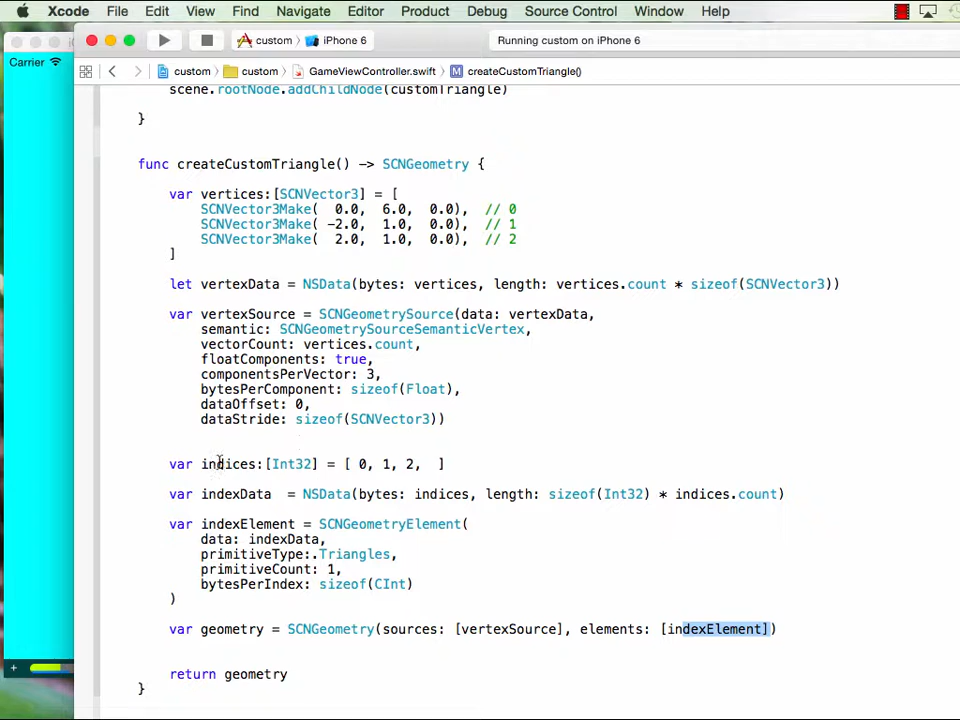 Xcode File Edit View Find Navigate Editor Product Debug Source Control Window Help
custom iPhone 6 Running custom on iPhone 6
Carrier
custom custom GameViewController.swift M createCustomTriangle()
scene.rootNode.addChildNode(customTriangle)
}
func createCustomTriangle() -> SCNGeometry {
var vertices:[SCNVector3] = [
SCNVector3Make( 0.0, 6.0, 0.0), // 0
SCNVector3Make( -2.0, 1.0, 0.0), // 1
SCNVector3Make( 2.0, 1.0, 0.0), // 2
]
let vertexData = NSData(bytes: vertices, length: vertices.count * sizeof(SCNVector3))
var vertexSource = SCNGeometrySource(data: vertexData,
semantic: SCNGeometrySourceSemanticVertex,
vectorCount: vertices.count,
floatComponents: true,
componentsPerVector: 3,
bytesPerComponent: sizeof(Float),
dataOffset: 0,
dataStride: sizeof(SCNVector3))
var indices:[Int32] = [ 0, 1, 2, ]
var indexData = NSData(bytes: indices, length: sizeof(Int32) * indices.count)
var indexElement = SCNGeometryElement(
data: indexData,
primitiveType:.Triangles,
primitiveCount: 1,
bytesPerIndex: sizeof(CInt)
)
var geometry = SCNGeometry(sources: [vertexSource], elements: [indexElement])
return geometry
}